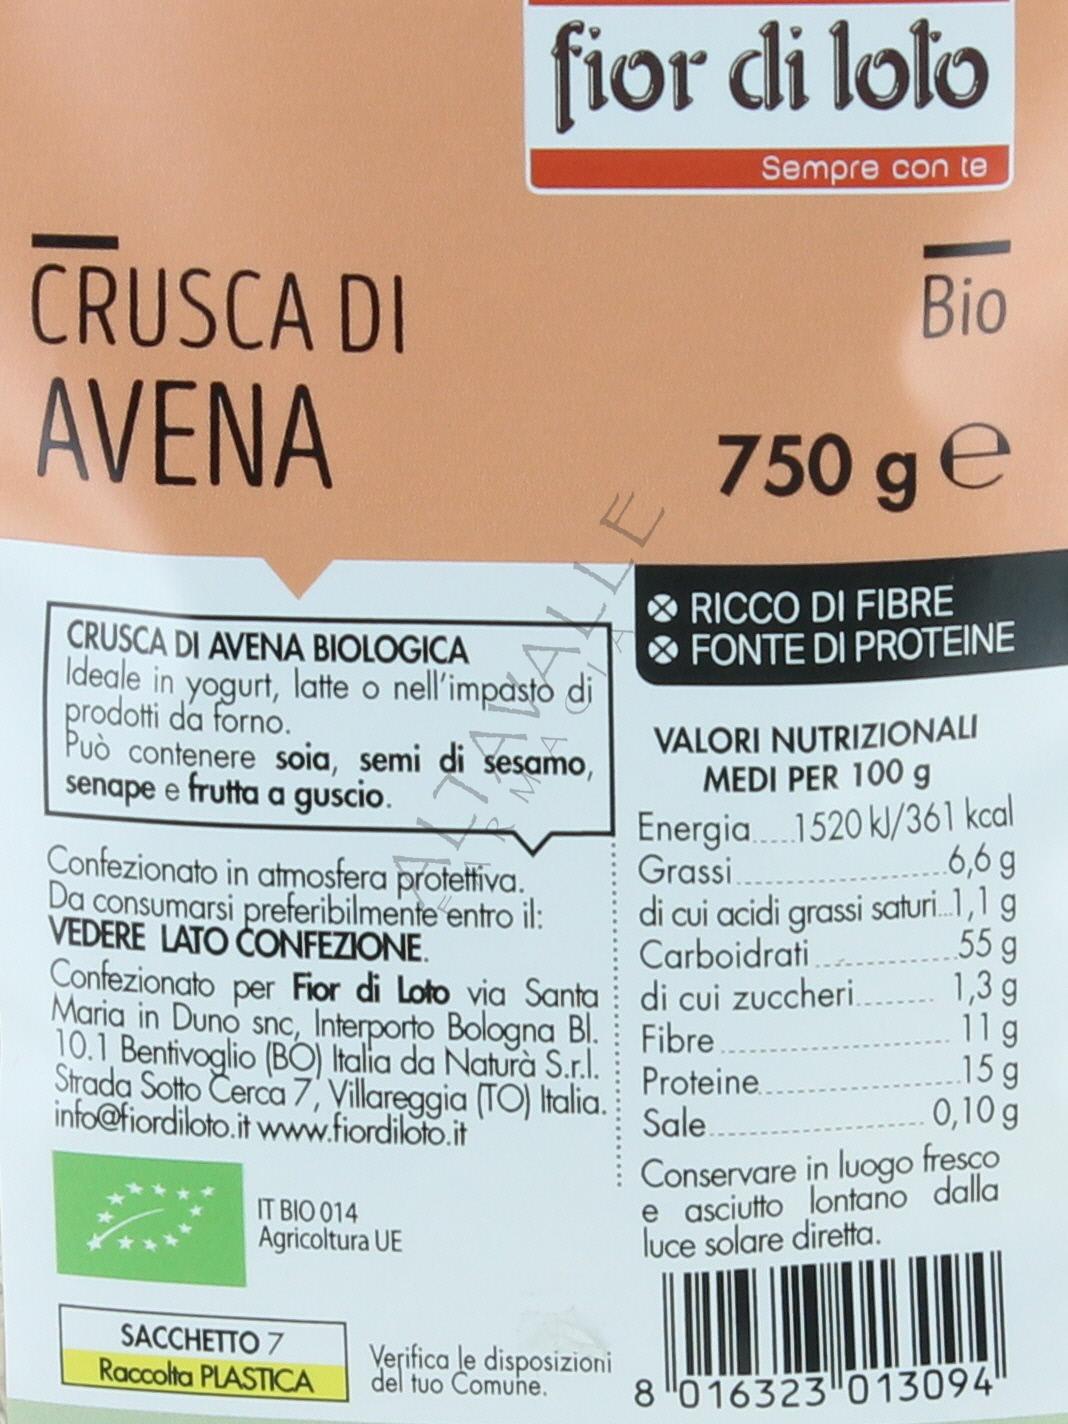 fior di loto
Sempre con te
CRUSCA DI
AVENA
Bio
750 g ℮
RICCO DI FIBRE
FONTE DI PROTEINE
CRUSCA DI AVENA BIOLOGICA
Ideale in yogurt, latte o nell'impasto di
prodotti da forno.
Può contenere soia, semi di sesamo,
senape e frutta a guscio.
Confezionato in atmosfera protettiva.
Da consumarsi preferibilmente entro il:
VEDERE LATO CONFEZIONE.
Confezionato per Fior di Loto via Santa
Maria in Duno snc, Interporto Bologna Bl.
10.1 Bentivoglio (BO) Italia da Naturà S.r.l.
Strada Sotto Cerca 7, Villareggia (TO) Italia.
info@fiordiloto.it www.fiordiloto.it
IT BIO 014
Agricoltura UE
SACCHETTO 7
Raccolta PLASTICA
Verifica le disposizioni
del tuo Comune.
VALORI NUTRIZIONALI
MEDI PER 100 g
Energia.....1520 kJ/361 kcal
Grassi..........6,6 g
di cui acidi grassi saturi...1,1 g
Carboidrati..........55 g
di cui zuccheri..........1,3 g
Fibre..........11 g
Proteine..........15 g
Sale..........0,10 g
Conservare in luogo fresco
e asciutto lontano dalla
luce solare diretta.
8 016323 013094
ALTAVALLE
FARMACIA